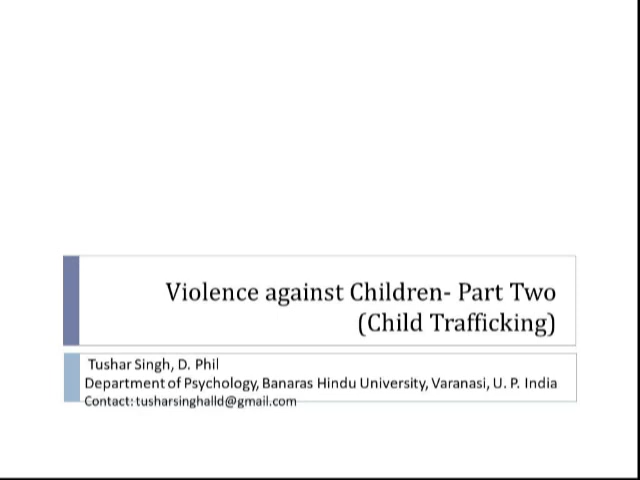 Violence against Children- Part Two
(Child Trafficking)
Tushar Singh, D. Phil
Department of Psychology, Banaras Hindu University, Varanasi, U. P. India
Contact: tusharsinghalld@gmail.com